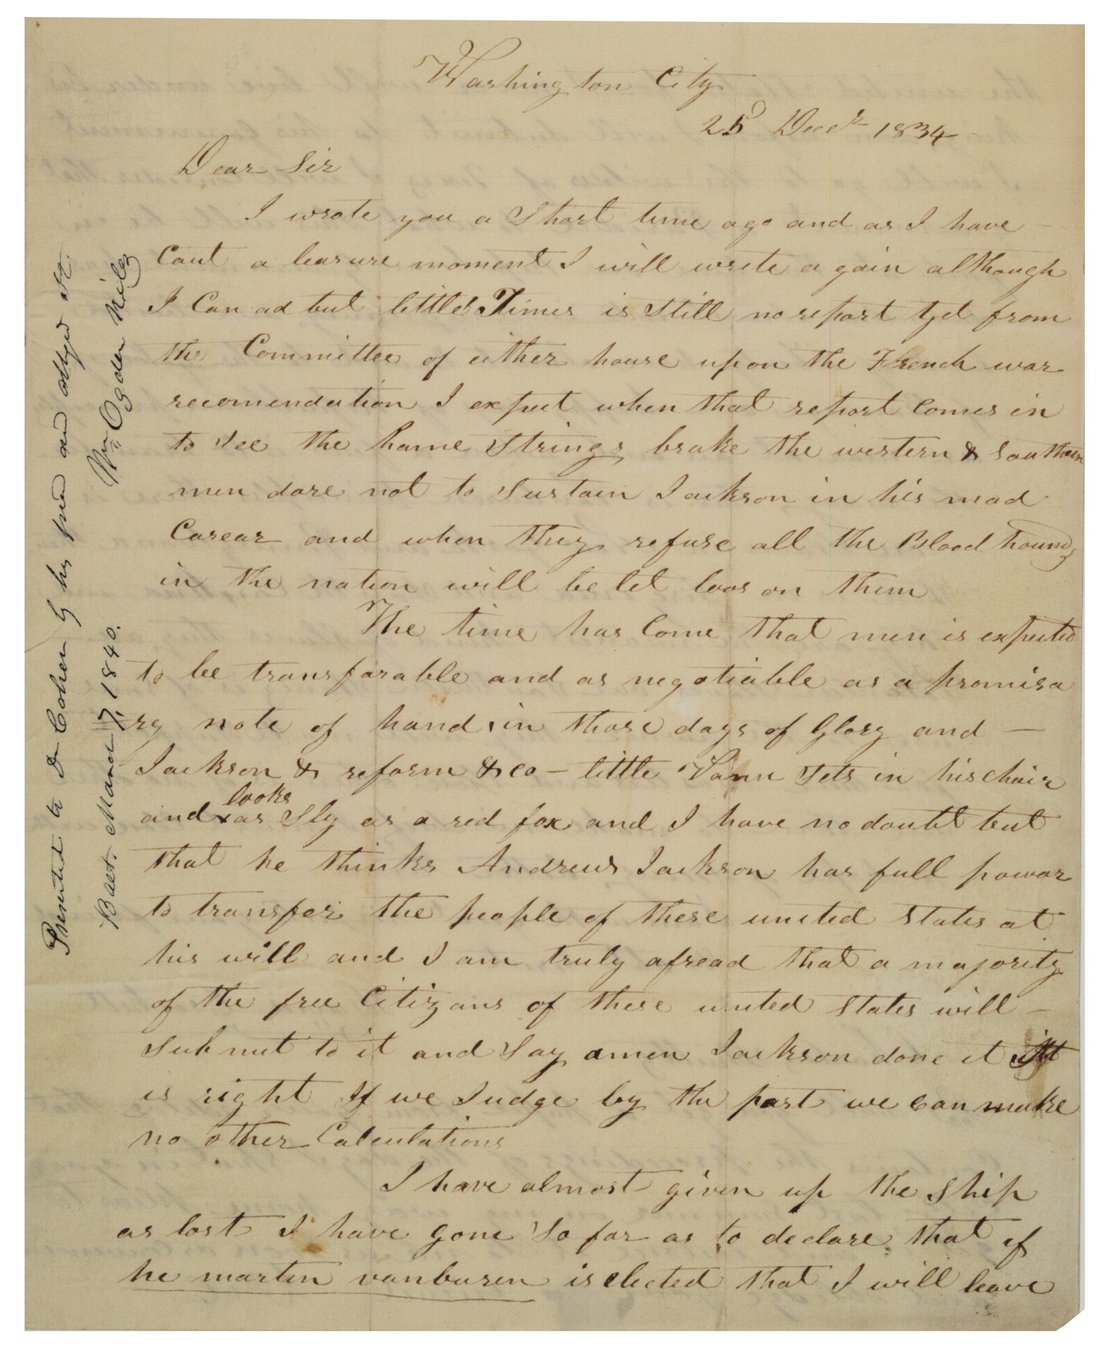 Washington City
25 Decr 1834
Dear Sir
I wrote you a Short time ago and as I have
Caut a leasure moment I will write a gain although
I Can ad but little Times is Still no report yet from
the Committee of either house upon the French war
recomendation I expect when that report Comes in
to See the hame Strings brake the western & Southern
men dare not to Sustain Jackson in his mad
Carear and when they refuse all the Blood hounds
in the nation will be let loos on them
The time has Come that men is expected
to be transfarable and as negotiable as a promisa
ry note of hand in those days of Glory and —
Jackson & reform & co — little Vann Sets in his chair
and looks as Sly as a red fox and I have no doubt but
that he thinks Andrew Jackson has full powar
to transfer the people of these united States at
his will and I am truly afread that a majority
of the free Citizans of these united States will —
Submit to it and Say amen Jackson done it it
is right If we Judge by the past we can make
no other Calculations
I have almost given up the Ship
as lost I have gone So far as to declare that if
he martin vanburen is elected that I will leave
Presented to D Cohen by his friend and obliged St.
Wm Ogden Niles
Balt. March 7, 1840.